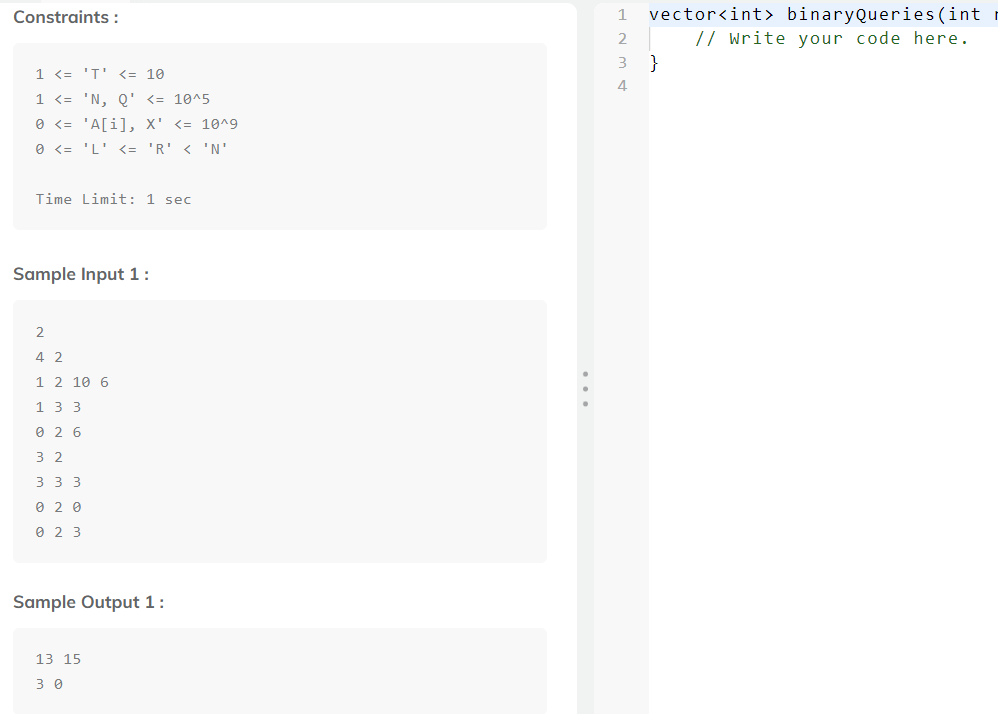 Constraints :
1 <= 'T' <= 10
1 <= 'N, Q' <= 10^5
0 <= 'A[i], X' <= 10^9
0 <= 'L' <= 'R' < 'N'
Time Limit: 1 sec
Sample Input 1 :
2
4 2
1 2 10 6
1 3 3
0 2 6
3 2
3 3 3
0 2 0
0 2 3
Sample Output 1 :
13 15
3 0
1 vector<int> binaryQueries(int
2 // Write your code here.
3 }
4